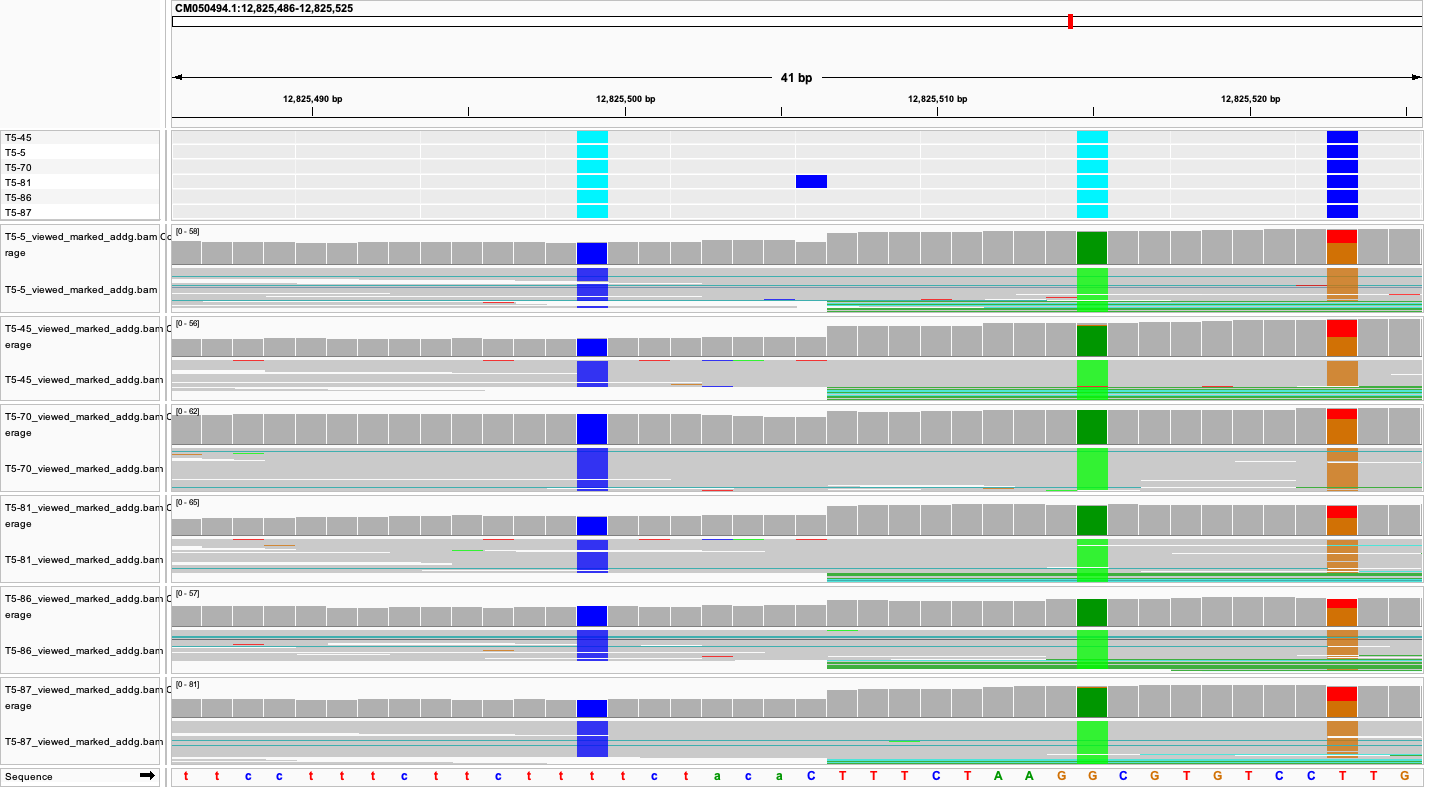 CM050494.1:12,825,486-12,825,525
41 bp
12,825,490 bp 12,825,500 bp 12,825,510 bp 12,825,520 bp
T5-45
T5-5
T5-70
T5-81
T5-86
T5-87
T5-5_viewed_marked_addg.bam Co
rage
[0 - 58]
T5-5_viewed_marked_addg.bam
T5-45_viewed_marked_addg.bam C
erage
[0 - 56]
T5-45_viewed_marked_addg.bam
T5-70_viewed_marked_addg.bam C
erage
[0 - 62]
T5-70_viewed_marked_addg.bam
T5-81_viewed_marked_addg.bam C
erage
[0 - 65]
T5-81_viewed_marked_addg.bam
T5-86_viewed_marked_addg.bam C
erage
[0 - 57]
T5-86_viewed_marked_addg.bam
T5-87_viewed_marked_addg.bam C
erage
[0 - 81]
T5-87_viewed_marked_addg.bam
Sequence t t c c t t t c t t c t t t t c t a c a C T T T C T A A G G C G T G T C C T T G